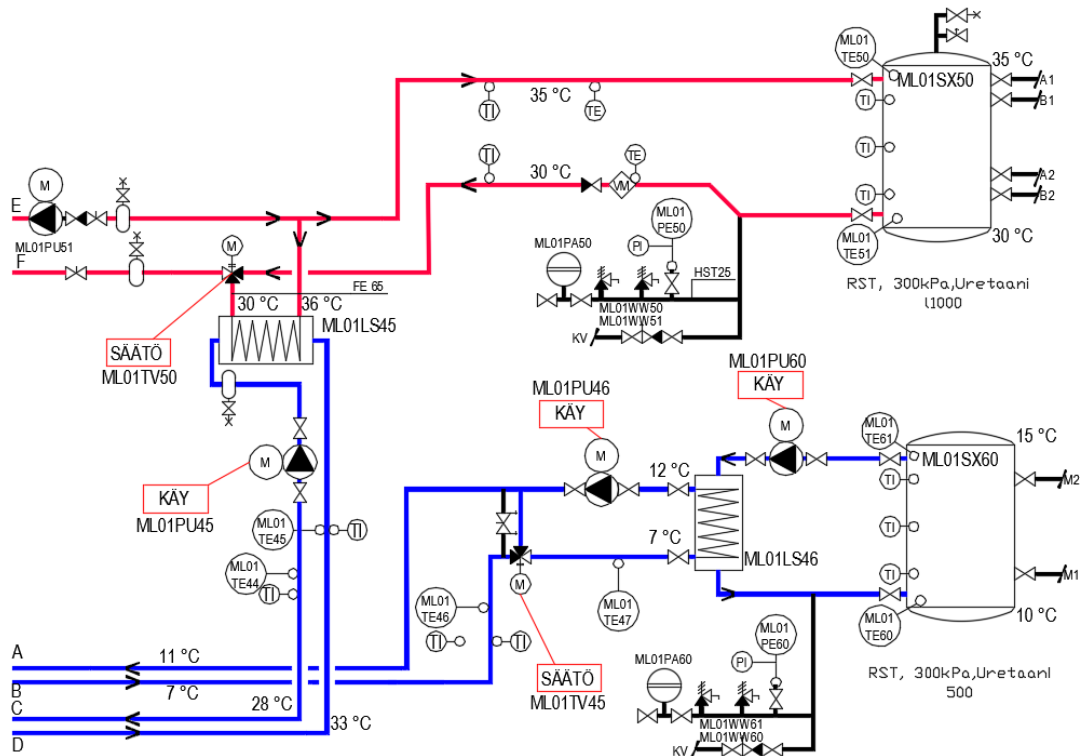 ML01
TE50
35 °C
ML01SX50
A1
B1
TI
TI
TI
A2
B2
ML01
TE51
30 °C
RST, 300kPa,Uretaani
l1000
35 °C
TI
TE
TI
30 °C
TE
VM
E
M
ML01PU51
F
M
FE 65
30 °C
36 °C
ML01LS45
SÄÄTÖ
ML01TV50
ML01
PE50
ML01PA50
PI
HST25
ML01WW50
ML01WW51
KV
M
KÄY
ML01PU45
ML01
TE45
TI
ML01
TE44
TI
ML01PU46
KÄY
M
ML01PU60
KÄY
M
12 °C
7 °C
ML01LS46
ML01
TE61
15 °C
ML01SX60
M2
TI
TI
TI
M1
ML01
TE60
10 °C
RST, 300kPa,Uretaani
500
ML01
TE46
TI
TI
M
ML01
TE47
SÄÄTÖ
ML01TV45
ML01
PE60
ML01PA60
PI
ML01WW61
ML01WW60
KV
A
11 °C
B
7 °C
C
28 °C
D
33 °C